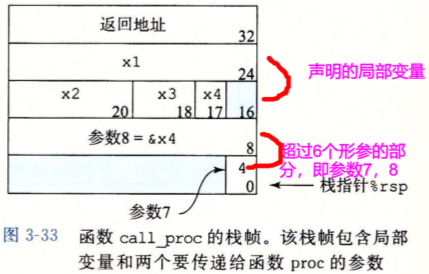 返回地址
32
x1
24
声明的局部变量
x2 x3 x4
20 18 17 16
参数8 = &x4
8
超过6个形参的部
分，即参数7，8
4
0
栈指针%rsp
参数7
图 3-33 函数 call_proc 的栈帧。该栈帧包含局部
变量和两个要传递给函数 proc 的参数